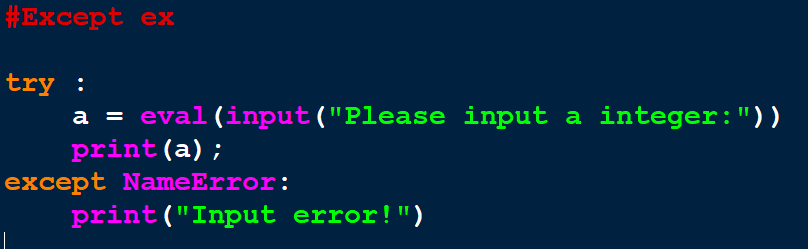 #Except ex
try :
    a = eval(input("Please input a integer:"))
    print(a);
except NameError:
    print("Input error!")